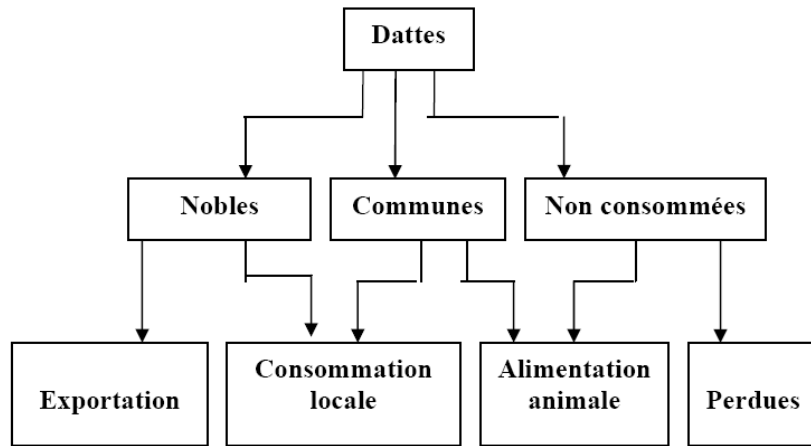 Dattes
Nobles
Communes
Non consommées
Exportation
Consommation
locale
Alimentation
animale
Perdues